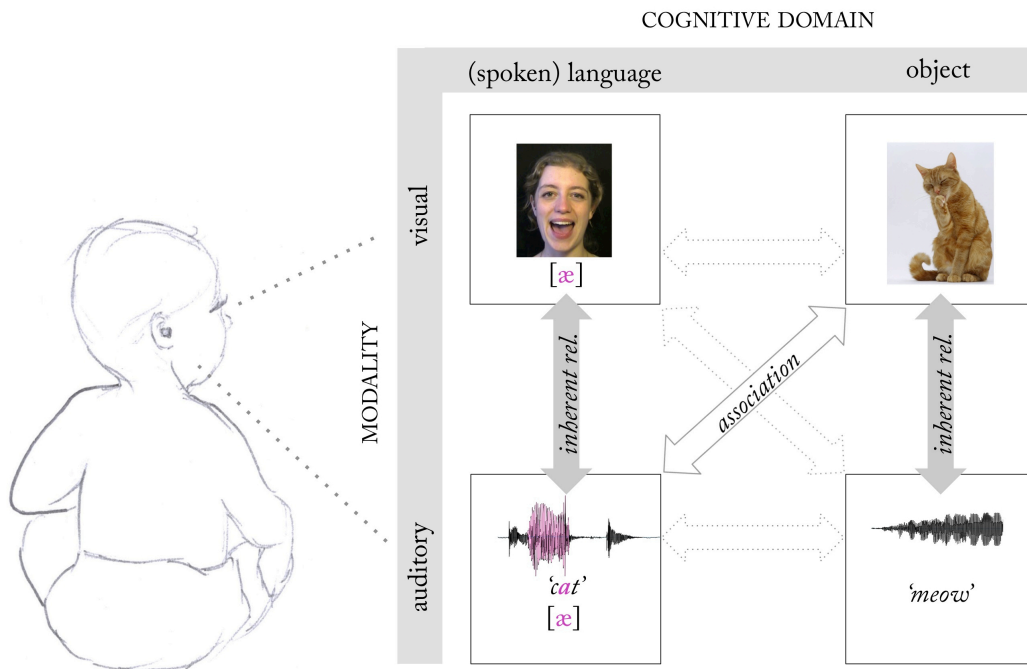 COGNITIVE DOMAIN
(spoken) language
object
MODALITY
visual
[æ]
inherent rel.
association
inherent rel.
auditory
‘cat’
[æ]
‘meow’